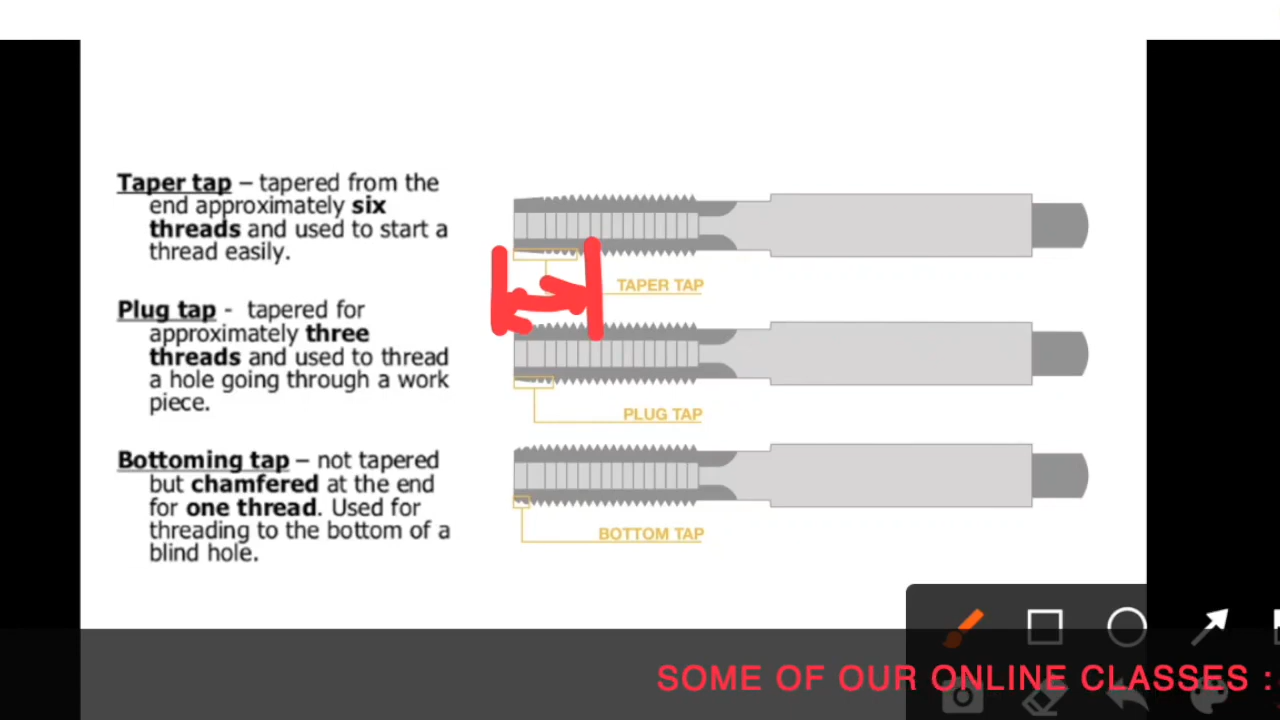 Taper tap – tapered from the
end approximately six
threads and used to start a
thread easily.
Plug tap - tapered for
approximately three
threads and used to thread
a hole going through a work
piece.
Bottoming tap – not tapered
but chamfered at the end
for one thread. Used for
threading to the bottom of a
blind hole.
TAPER TAP
PLUG TAP
BOTTOM TAP
SOME OF OUR ONLINE CLASSES :